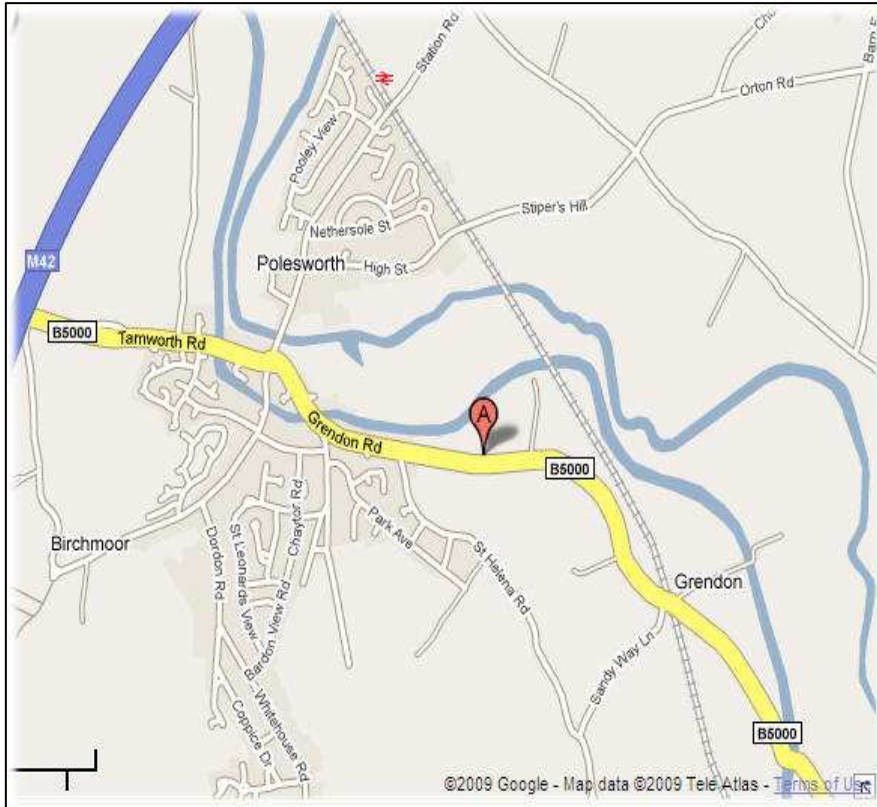 Station Rd
Orton Rd
Pooley View
Stiper's Hill
Nethersole St
Polesworth
High St
M42
B5000
Tamworth Rd
A
Grendon Rd
B5000
Chaytor Rd
Park Ave
Birchmoor
Dordon Rd
St Leonards View
St Helena Rd
Grendon
Bardon View Rd
Sandy Way Ln
Whitehouse Rd
Coppice Dr
B5000
©2009 Google - Map data ©2009 Tele Atlas - Terms of Use